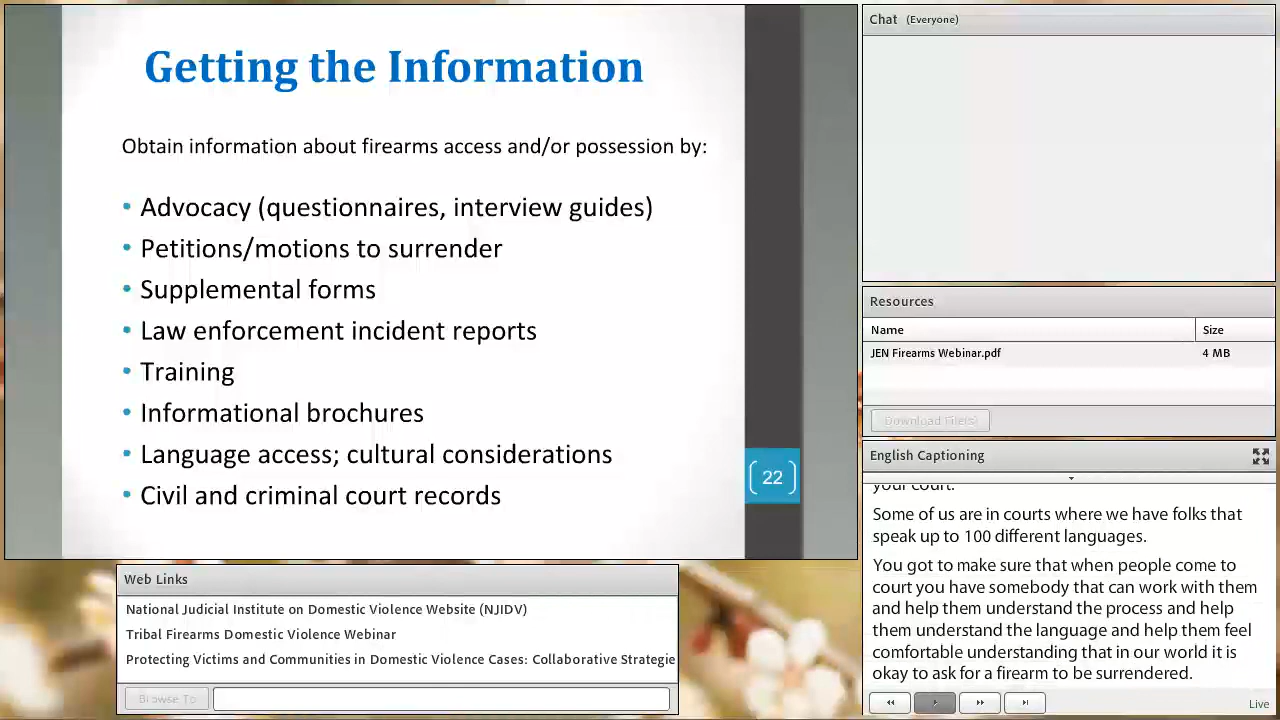 Getting the Information
Obtain information about firearms access and/or possession by:
• Advocacy (questionnaires, interview guides)
• Petitions/motions to surrender
• Supplemental forms
• Law enforcement incident reports
• Training
• Informational brochures
• Language access; cultural considerations
• Civil and criminal court records
22
Chat (Everyone)
Resources
Name Size
JEN Firearms Webinar.pdf 4 MB
Download File(s)
English Captioning
your court.
Some of us are in courts where we have folks that
speak up to 100 different languages.
You got to make sure that when people come to
court you have somebody that can work with them
and help them understand the process and help
them understand the language and help them feel
comfortable understanding that in our world it is
okay to ask for a firearm to be surrendered.
Live
Web Links
National Judicial Institute on Domestic Violence Website (NJIDV)
Tribal Firearms Domestic Violence Webinar
Protecting Victims and Communities in Domestic Violence Cases: Collaborative Strategie
Browse To